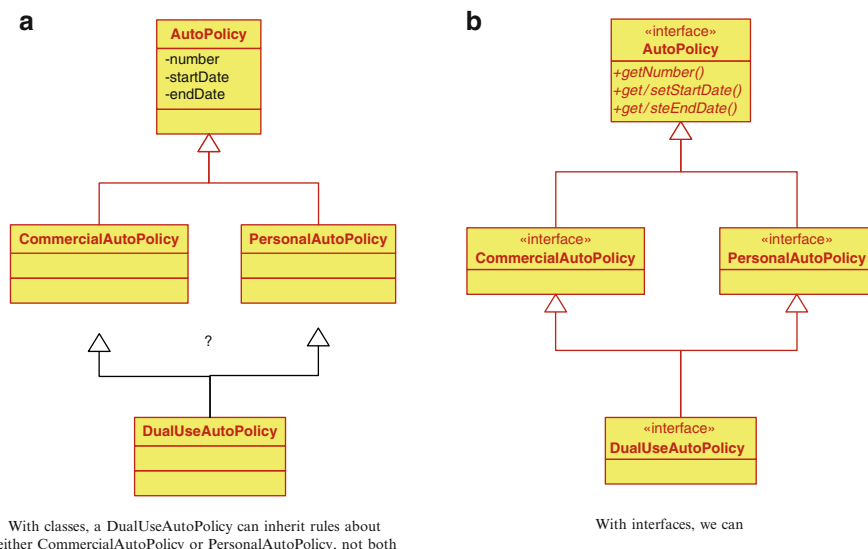 a
AutoPolicy
-number
-startDate
-endDate
CommercialAutoPolicy
PersonalAutoPolicy
?
DualUseAutoPolicy
With classes, a DualUseAutoPolicy can inherit rules about
either CommercialAutoPolicy or PersonalAutoPolicy, not both
b
«interface»
AutoPolicy
+getNumber()
+get/setStartDate()
+get/steEndDate()
«interface»
CommercialAutoPolicy
«interface»
PersonalAutoPolicy
«interface»
DualUseAutoPolicy
With interfaces, we can